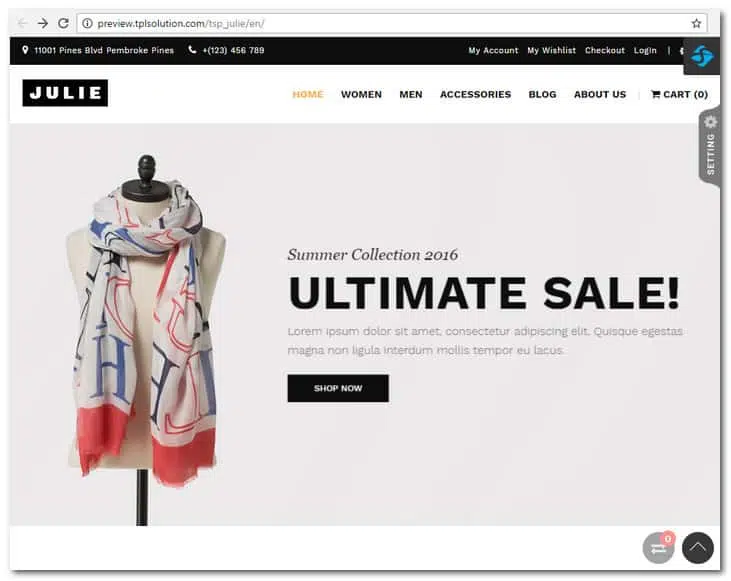 preview.tplsolution.com/tsp_julie/en/
11001 Pines Blvd Pembroke Pines +(123) 456 789 My Account My Wishlist Checkout LogIn |
JULIE HOME WOMEN MEN ACCESSORIES BLOG ABOUT US CART (0)
SETTING
Summer Collection 2016
ULTIMATE SALE!
Lorem ipsum dolor sit amet, consectetur adipiscing elit. Quisque egestas
magna non ligula interdum mollis tempor eu lacus.
SHOP NOW
0